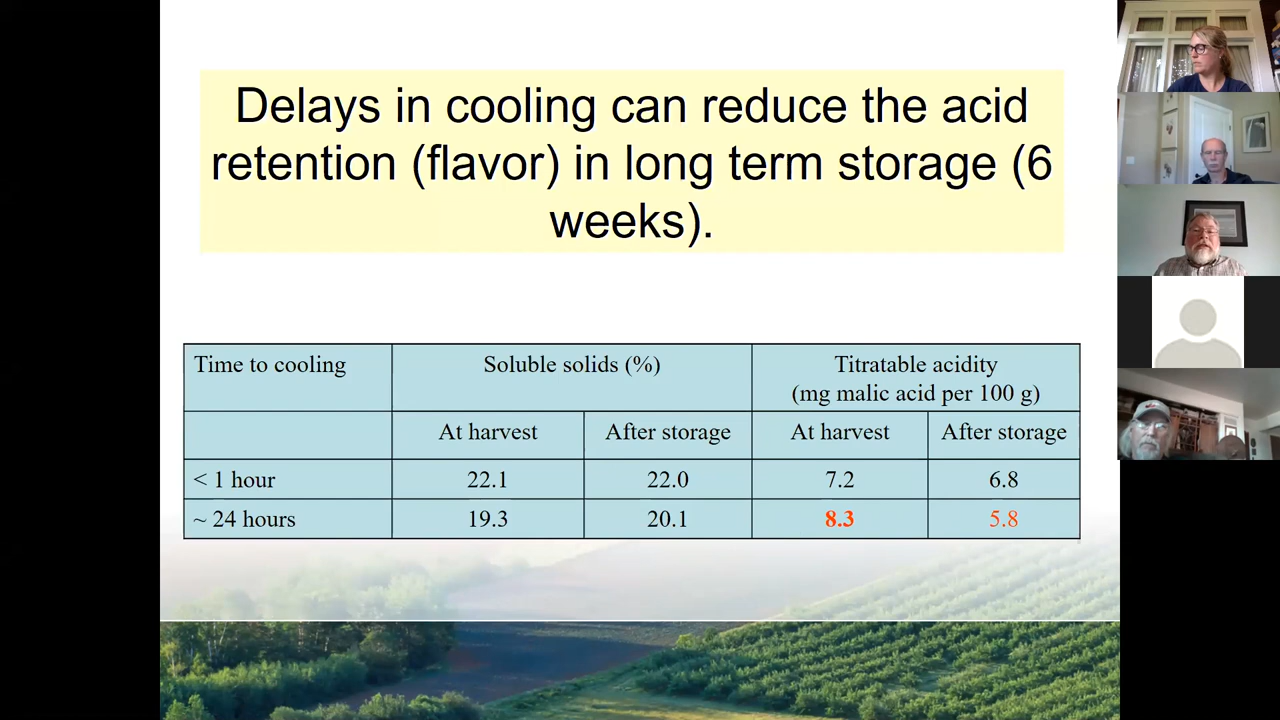 Delays in cooling can reduce the acid
retention (flavor) in long term storage (6
weeks).
Time to cooling
Soluble solids (%)
Titratable acidity
(mg malic acid per 100 g)
At harvest
After storage
At harvest
After storage
< 1 hour
22.1
22.0
7.2
6.8
~ 24 hours
19.3
20.1
8.3
5.8